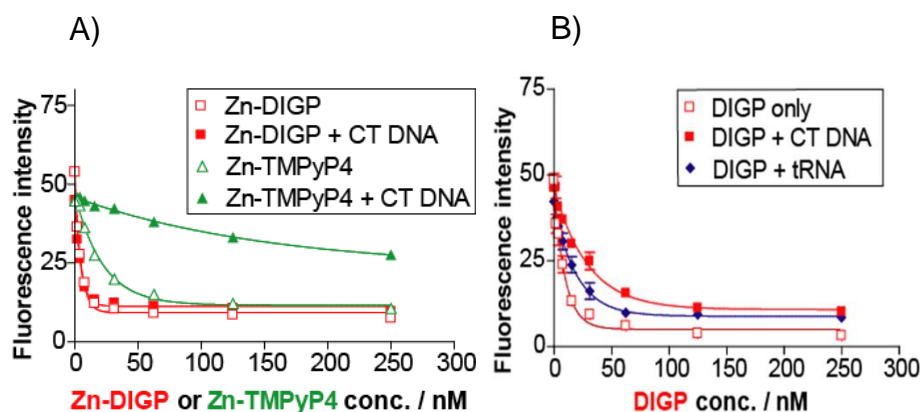 A)
Fluorescence intensity
75
50
25
0
0 50 100 150 200 250 300
Zn-DIGP
Zn-DIGP + CT DNA
Zn-TMPyP4
Zn-TMPyP4 + CT DNA
Zn-DIGP or Zn-TMPyP4 conc. / nM
B)
Fluorescence intensity
75
50
25
0
0 50 100 150 200 250 300
DIGP only
DIGP + CT DNA
DIGP + tRNA
DIGP conc. / nM